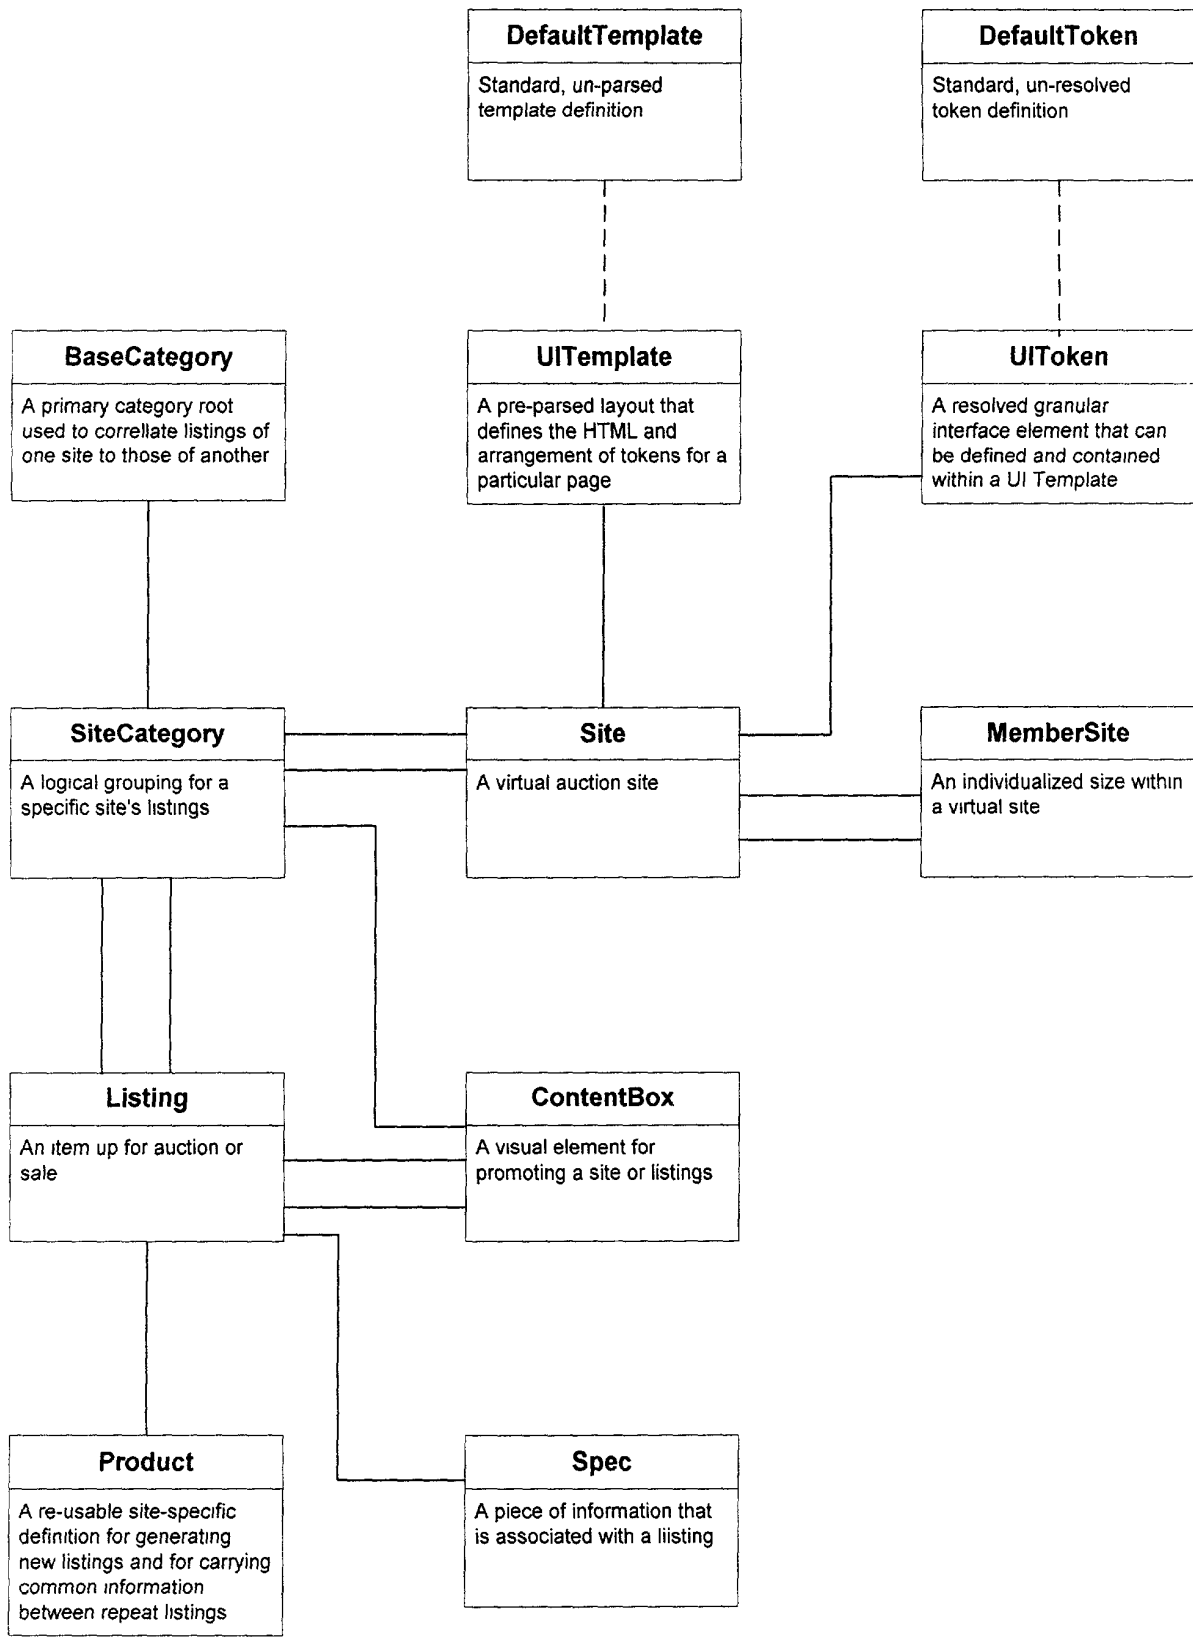 DefaultTemplate
Standard, un-parsed
template definition
DefaultToken
Standard, un-resolved
token definition
BaseCategory
A primary category root
used to correllate listings of
one site to those of another
UITemplate
A pre-parsed layout that
defines the HTML and
arrangement of tokens for a
particular page
UIToken
A resolved granular
interface element that can
be defined and contained
within a UI Template
SiteCategory
A logical grouping for a
specific site's listings
Site
A virtual auction site
MemberSite
An individualized size within
a virtual site
Listing
An item up for auction or
sale
ContentBox
A visual element for
promoting a site or listings
Product
A re-usable site-specific
definition for generating
new listings and for carrying
common information
between repeat listings
Spec
A piece of information that
is associated with a liisting